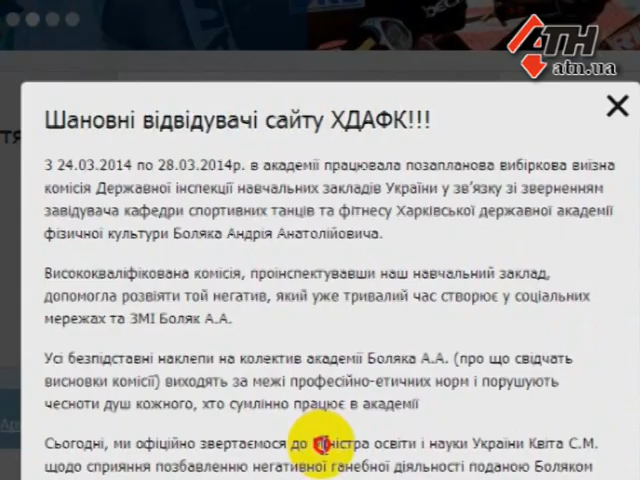 АТН
atn.ua
Шановні відвідувачі сайту ХДАФК!!!
З 24.03.2014 по 28.03.2014р. в академії працювала позапланова вибіркова виїзна
комісія Державної інспекції навчальних закладів України у зв'язку зі зверненням
завідувача кафедри спортивних танців та фітнесу Харківської державної академії
фізичної культури Боляка Андрія Анатолійовича.
Висококваліфікована комісія, проінспектувавши наш навчальний заклад,
допомогла розвіяти той негатив, який уже тривалий час створює у соціальних
мережах та ЗМІ Боляк А.А.
Усі безпідставні наклепи на колектив академії Боляка А.А. (про що свідчать
висновки комісії) виходять за межі професійно-етичних норм і порушують
чесноти душ кожного, хто сумлінно працює в академії
Сьогодні, ми офіційно звертаємося до міністра освіти і науки України Квіта С.М.
щодо сприяння позбавленню негативної ганебної діяльності поданою Боляком